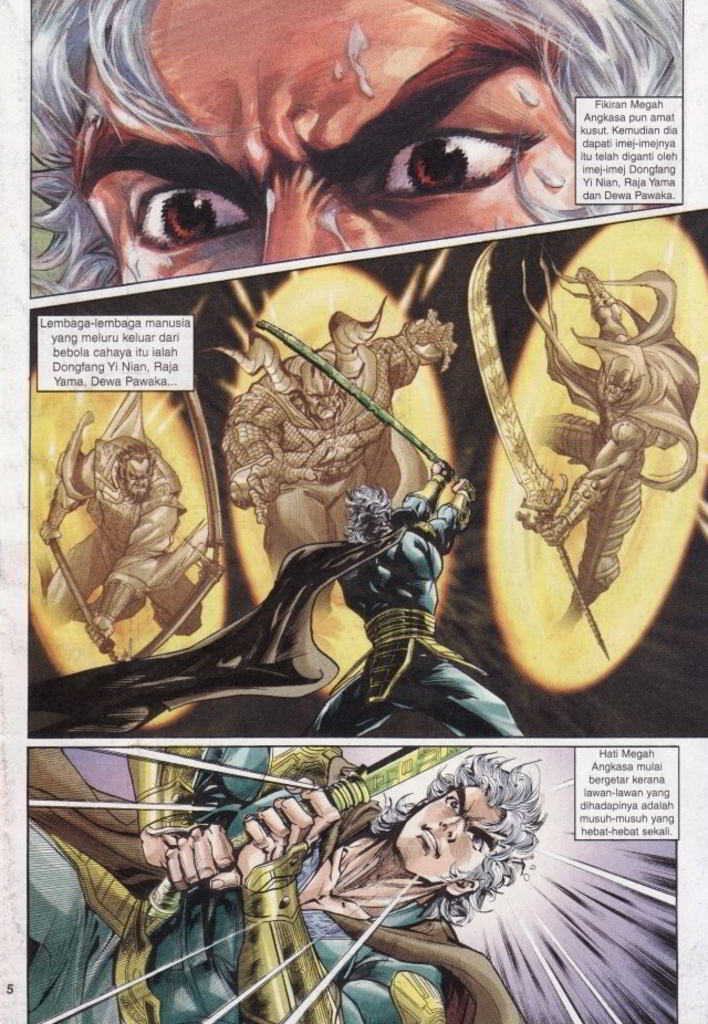 Fikiran Megah
Angkasa pun amat
kusut. Kemudian dia
dapati imej-imejnya
itu telah diganti oleh
imej-imej Dongfang
Yi Nian, Raja Yama
dan Dewa Pawaka.
Lembaga-lembaga manusia
yang meluru keluar dari
bebola cahaya itu ialah
Dongfang Yi Nian, Raja
Yama, Dewa Pawaka...
Hati Megah
Angkasa mulai
bergetar kerana
lawan-lawan yang
dihadapinya adalah
musuh-musuh yang
hebat-hebat sekali.
5